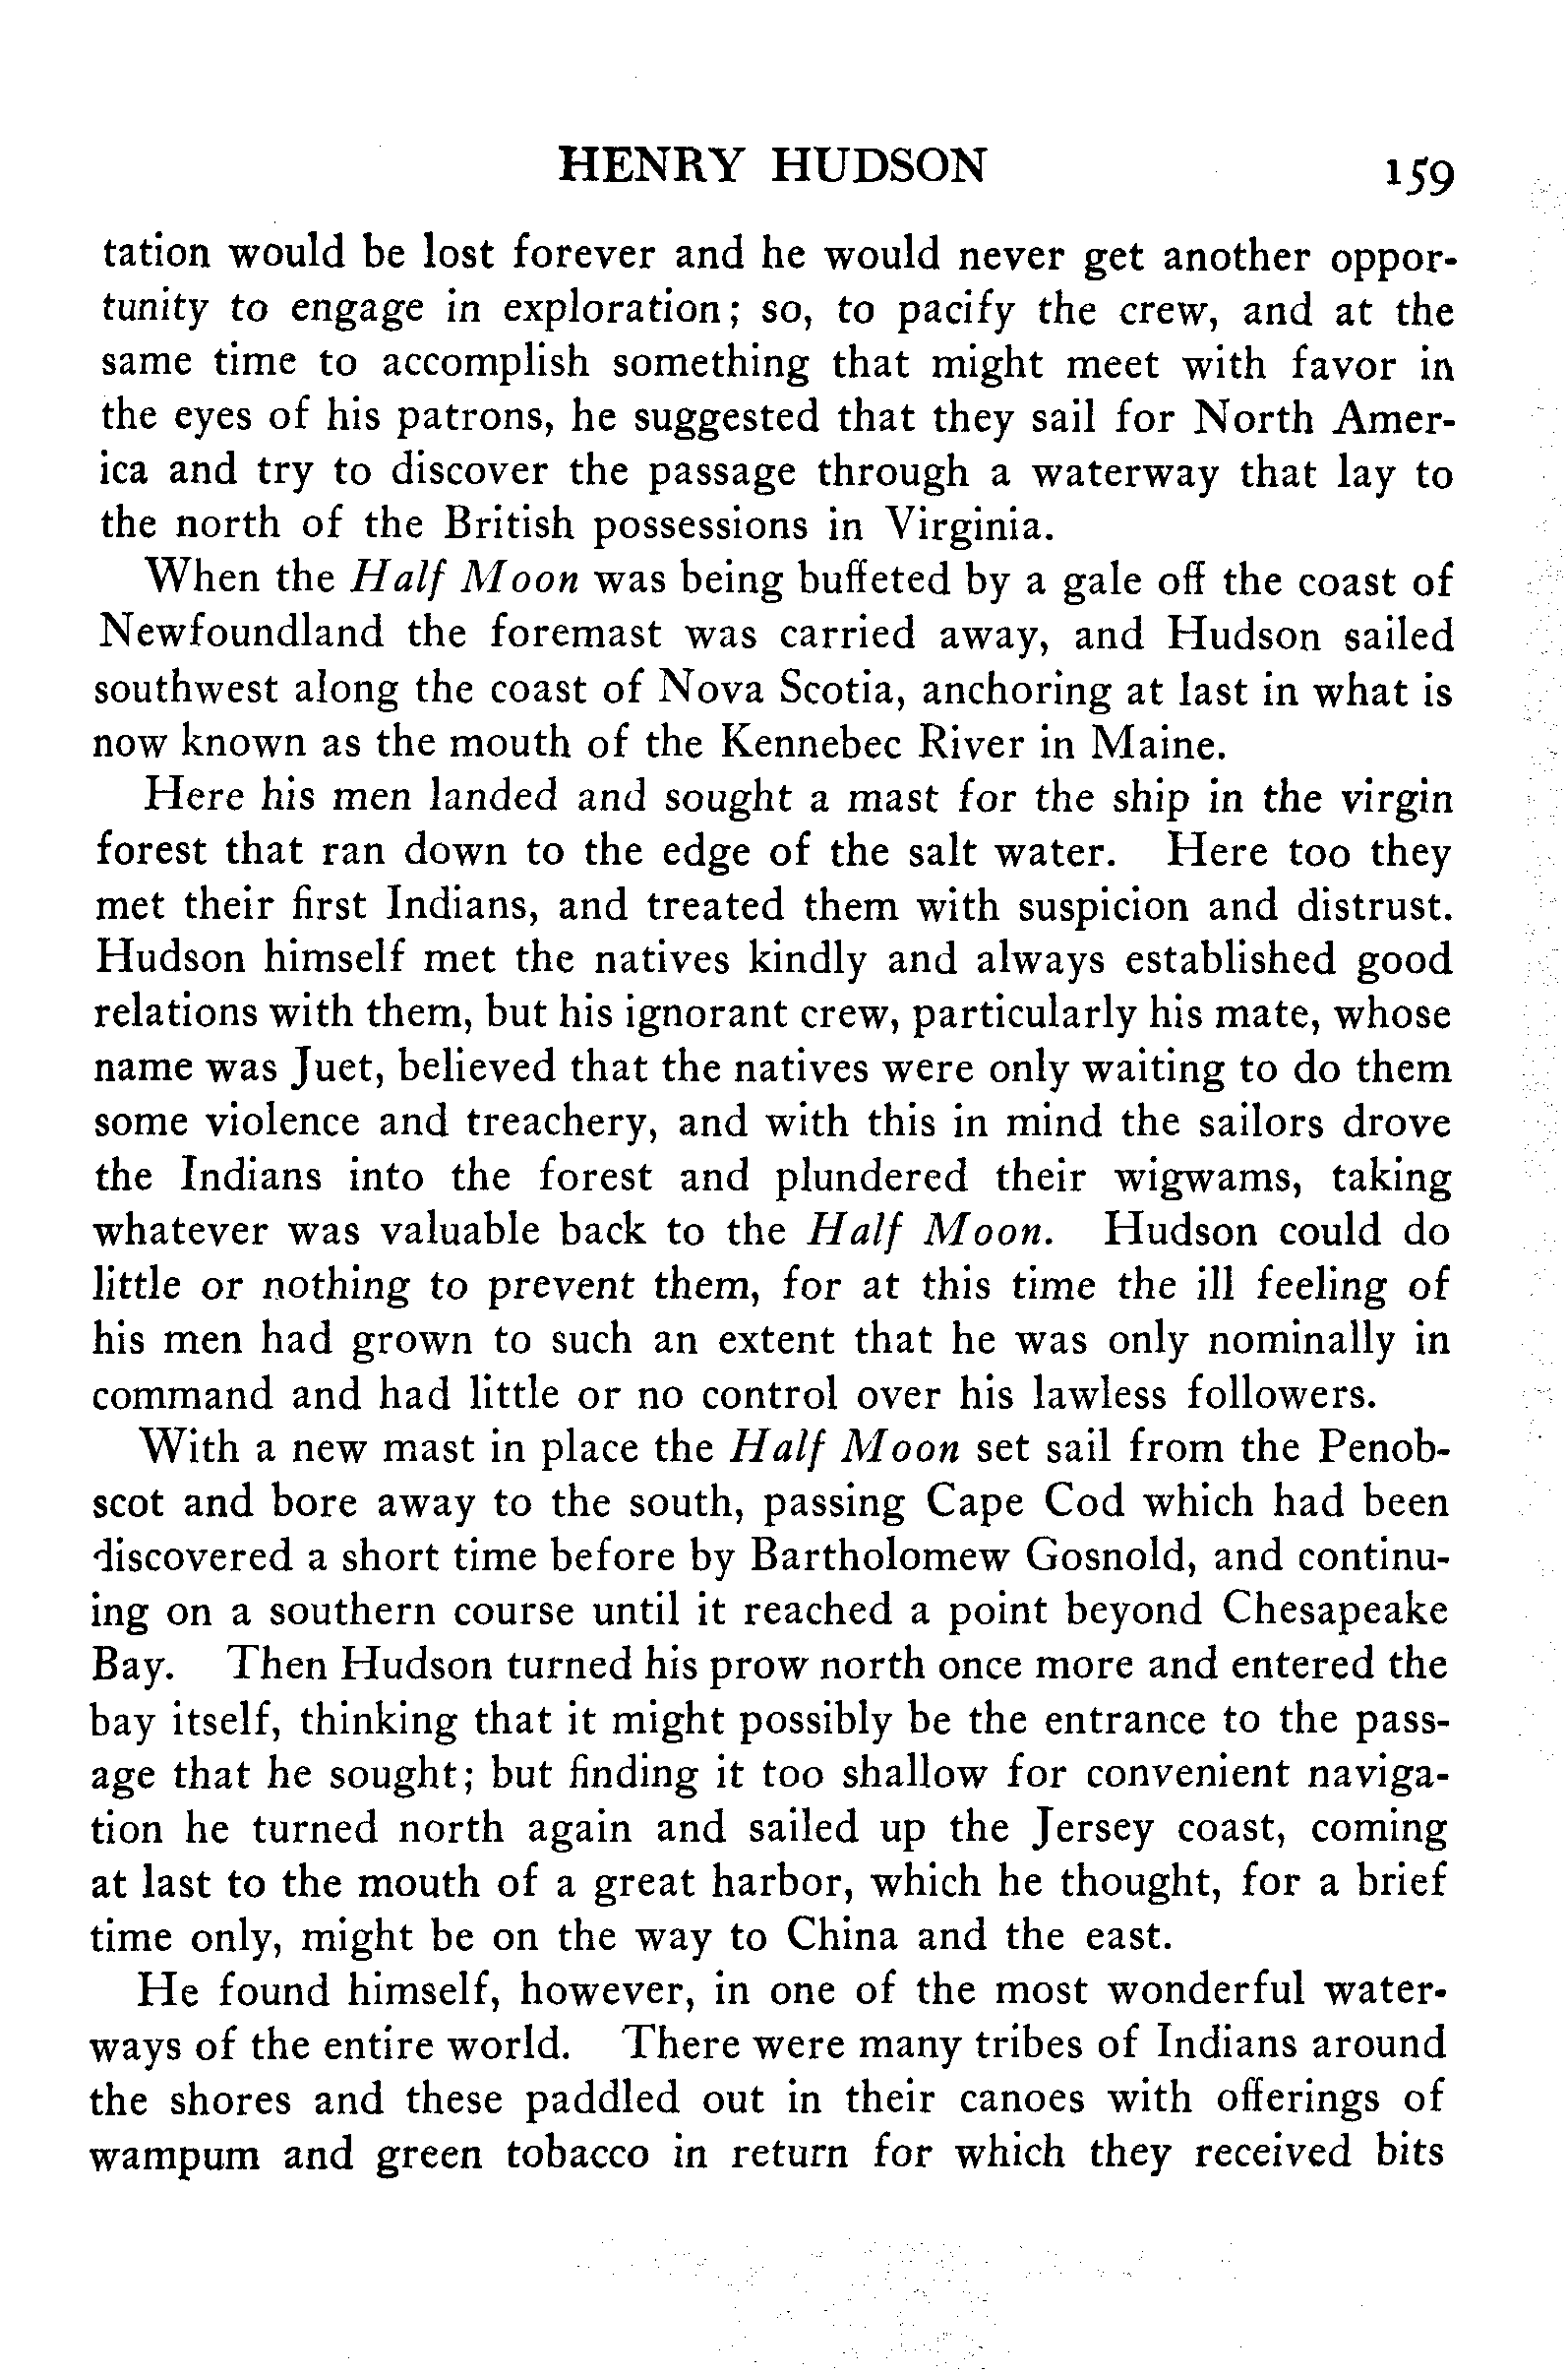 HENRY HUDSON 159
tation would be lost forever and he would never get another oppor-
tunity to engage in exploration; so, to pacify the crew, and at the
same time to accomplish something that might meet with favor in
the eyes of his patrons, he suggested that they sail for North Amer-
ica and try to discover the passage through a waterway that lay to
the north of the British possessions in Virginia.
When the Half Moon was being buffeted by a gale off the coast of
Newfoundland the foremast was carried away, and Hudson sailed
southwest along the coast of Nova Scotia, anchoring at last in what is
now known as the mouth of the Kennebec River in Maine.
Here his men landed and sought a mast for the ship in the virgin
forest that ran down to the edge of the salt water. Here too they
met their first Indians, and treated them with suspicion and distrust.
Hudson himself met the natives kindly and always established good
relations with them, but his ignorant crew, particularly his mate, whose
name was Juet, believed that the natives were only waiting to do them
some violence and treachery, and with this in mind the sailors drove
the Indians into the forest and plundered their wigwams, taking
whatever was valuable back to the Half Moon. Hudson could do
little or nothing to prevent them, for at this time the ill feeling of
his men had grown to such an extent that he was only nominally in
command and had little or no control over his lawless followers.
With a new mast in place the Half Moon set sail from the Penob-
scot and bore away to the south, passing Cape Cod which had been
discovered a short time before by Bartholomew Gosnold, and continu-
ing on a southern course until it reached a point beyond Chesapeake
Bay. Then Hudson turned his prow north once more and entered the
bay itself, thinking that it might possibly be the entrance to the pass-
age that he sought; but finding it too shallow for convenient naviga-
tion he turned north again and sailed up the Jersey coast, coming
at last to the mouth of a great harbor, which he thought, for a brief
time only, might be on the way to China and the east.
He found himself, however, in one of the most wonderful water-
ways of the entire world. There were many tribes of Indians around
the shores and these paddled out in their canoes with offerings of
wampum and green tobacco in return for which they received bits